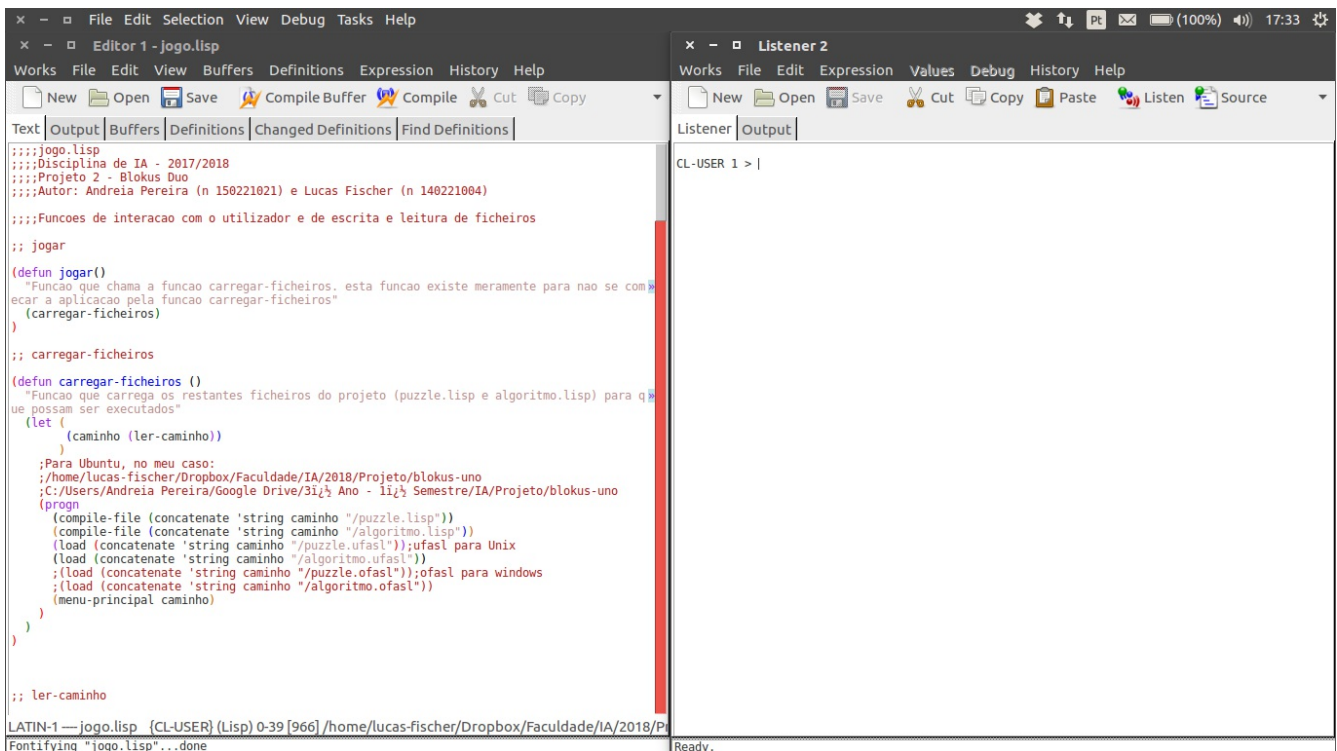 File Edit Selection View Debug Tasks Help
Pt (100%) 17:33
Editor 1 - jogo.lisp
Works File Edit View Buffers Definitions Expression History Help
New Open Save Compile Buffer Compile Cut Copy
Text Output Buffers Definitions Changed Definitions Find Definitions
;;;;jogo.lisp
;;;;Disciplina de IA - 2017/2018
;;;;Projeto 2 - Blokus Duo
;;;;Autor: Andreia Pereira (n 150221021) e Lucas Fischer (n 140221004)
;;;;Funcoes de interacao com o utilizador e de escrita e leitura de ficheiros
;; jogar
(defun jogar()
"Funcao que chama a funcao carregar-ficheiros. esta funcao existe meramente para nao se com
ecar a aplicacao pela funcao carregar-ficheiros"
(carregar-ficheiros)
)
;; carregar-ficheiros
(defun carregar-ficheiros ()
"Funcao que carrega os restantes ficheiros do projeto (puzzle.lisp e algoritmo.lisp) para q
ue possam ser executados"
(let (
(caminho (ler-caminho))
)
;Para Ubuntu, no meu caso:
;/home/lucas-fischer/Dropbox/Faculdade/IA/2018/Projeto/blokus-uno
;C:/Users/Andreia Pereira/Google Drive/3ï¿½ Ano - 1ï¿½ Semestre/IA/Projeto/blokus-uno
(progn
(compile-file (concatenate 'string caminho "/puzzle.lisp"))
(compile-file (concatenate 'string caminho "/algoritmo.lisp"))
(load (concatenate 'string caminho "/puzzle.ufasl"));ufasl para Unix
(load (concatenate 'string caminho "/algoritmo.ufasl"))
;(load (concatenate 'string caminho "/puzzle.ofasl"));ofasl para windows
;(load (concatenate 'string caminho "/algoritmo.ofasl"))
(menu-principal caminho)
)
)
)
;; ler-caminho
LATIN-1 ---- jogo.lisp {CL-USER} (Lisp) 0-39 [966] /home/lucas-fischer/Dropbox/Faculdade/IA/2018/Pr
Fontifying "jogo.lisp"...done
Listener 2
Works File Edit Expression Values Debug History Help
New Open Save Cut Copy Paste Listen Source
Listener Output
CL-USER 1 > |
Ready.